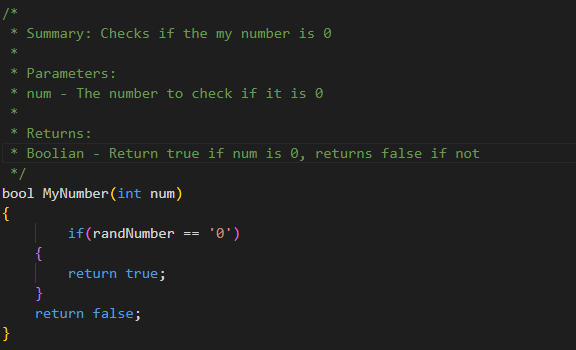 /*
 * Summary: Checks if the my number is 0
 *
 * Parameters:
 * num - The number to check if it is 0
 *
 * Returns:
 * Boolian - Return true if num is 0, returns false if not
 */
bool MyNumber(int num)
{
        if(randNumber == '0')
    {
        return true;
    }
    return false;
}